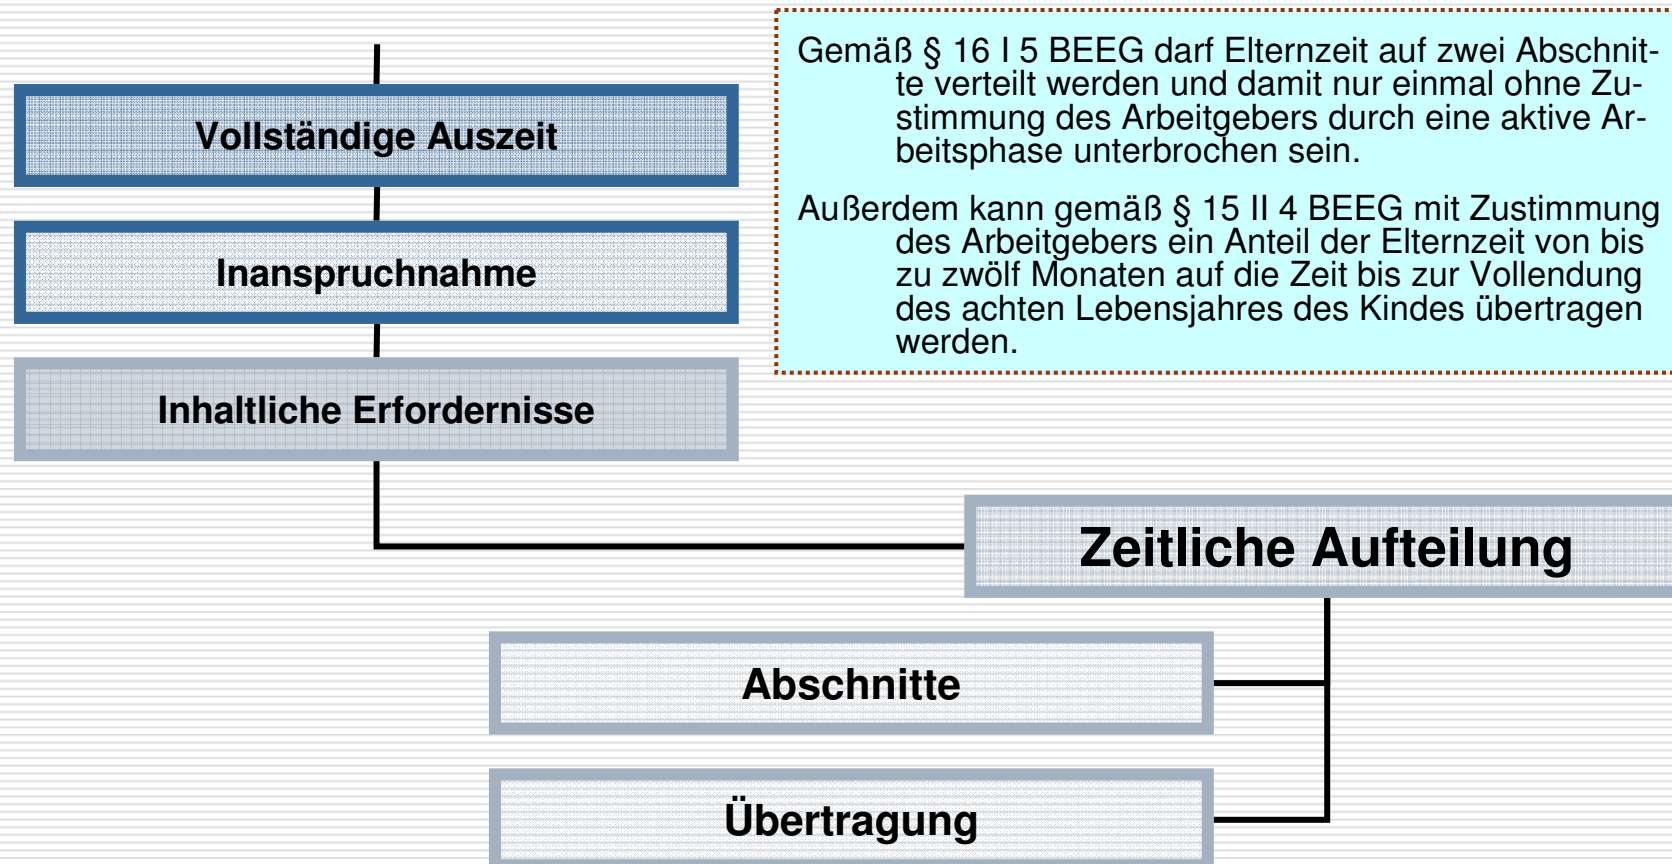 Gemäß § 16 I 5 BEEG darf Elternzeit auf zwei Abschnit-
te verteilt werden und damit nur einmal ohne Zu-
stimmung des Arbeitgebers durch eine aktive Ar-
beitsphase unterbrochen sein.
Außerdem kann gemäß § 15 II 4 BEEG mit Zustimmung
des Arbeitgebers ein Anteil der Elternzeit von bis
zu zwölf Monaten auf die Zeit bis zur Vollendung
des achten Lebensjahres des Kindes übertragen
werden.
Vollständige Auszeit
Inanspruchnahme
Inhaltliche Erfordernisse
Zeitliche Aufteilung
Abschnitte
Übertragung